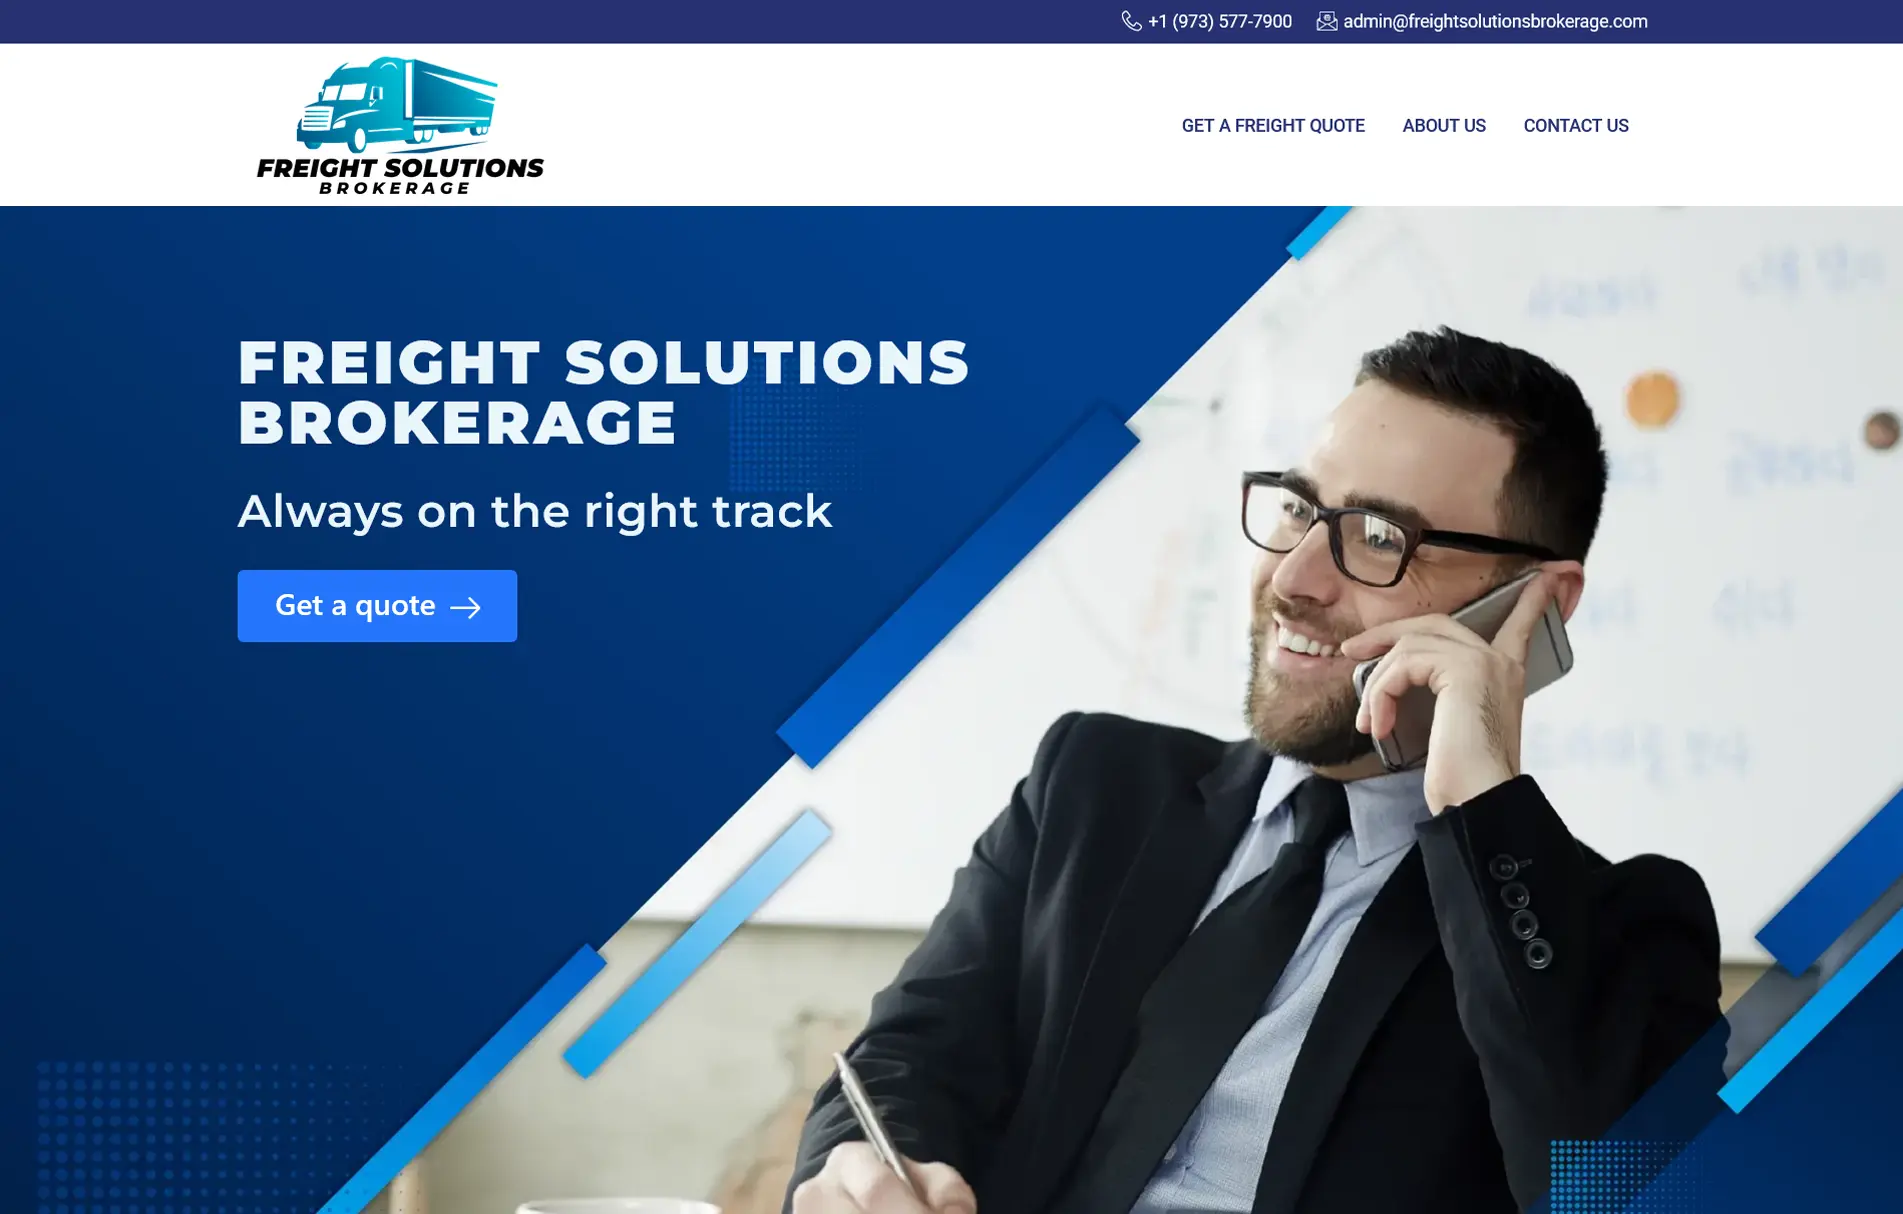 +1 (973) 577-7900 admin@freightsolutionsbrokerage.com
FREIGHT SOLUTIONS
BROKERAGE
GET A FREIGHT QUOTE ABOUT US CONTACT US
FREIGHT SOLUTIONS
BROKERAGE
Always on the right track
Get a quote